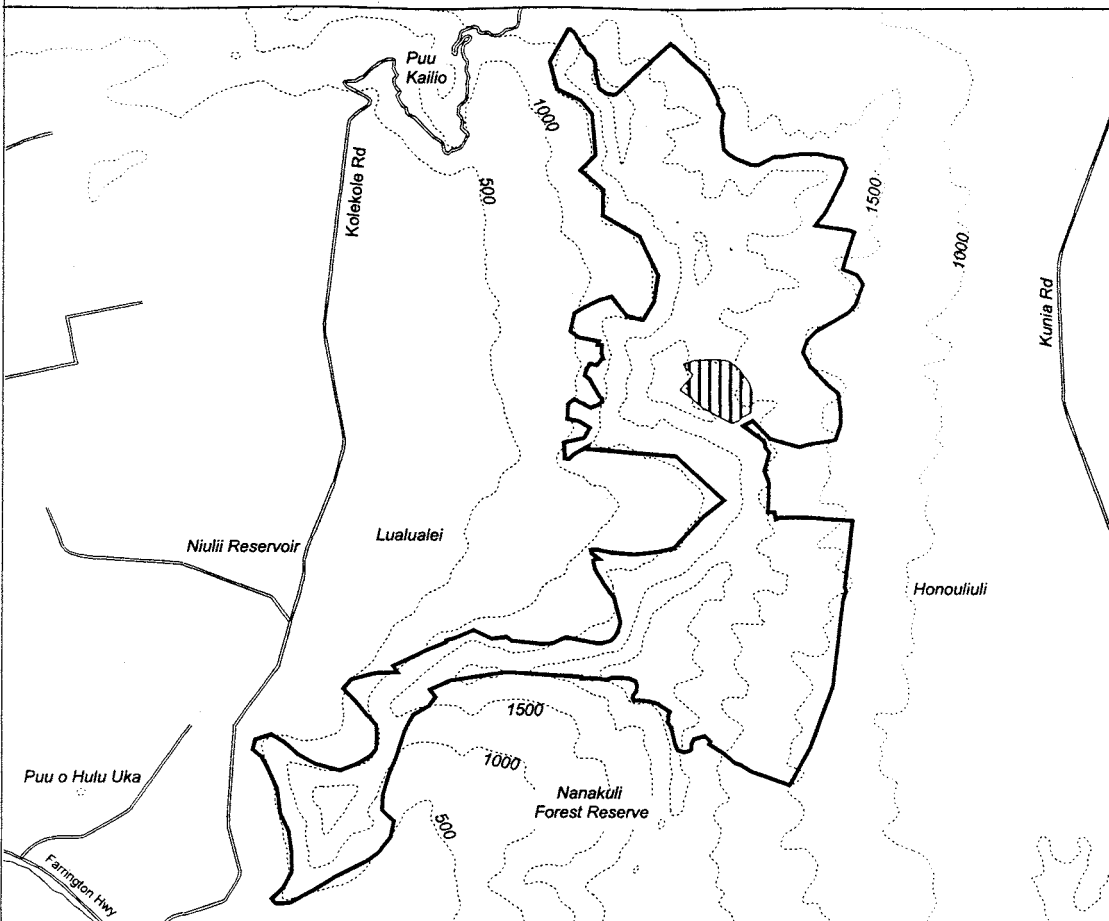 Puu
Kailio
Kolekole Rd
1000
500
1500
1000
Kunia Rd
Niulii Reservoir
Lualualei
Honouliuli
1500
1000
Nanakuli
Forest Reserve
500
Puu o Hulu Uka
Farrington Hwy